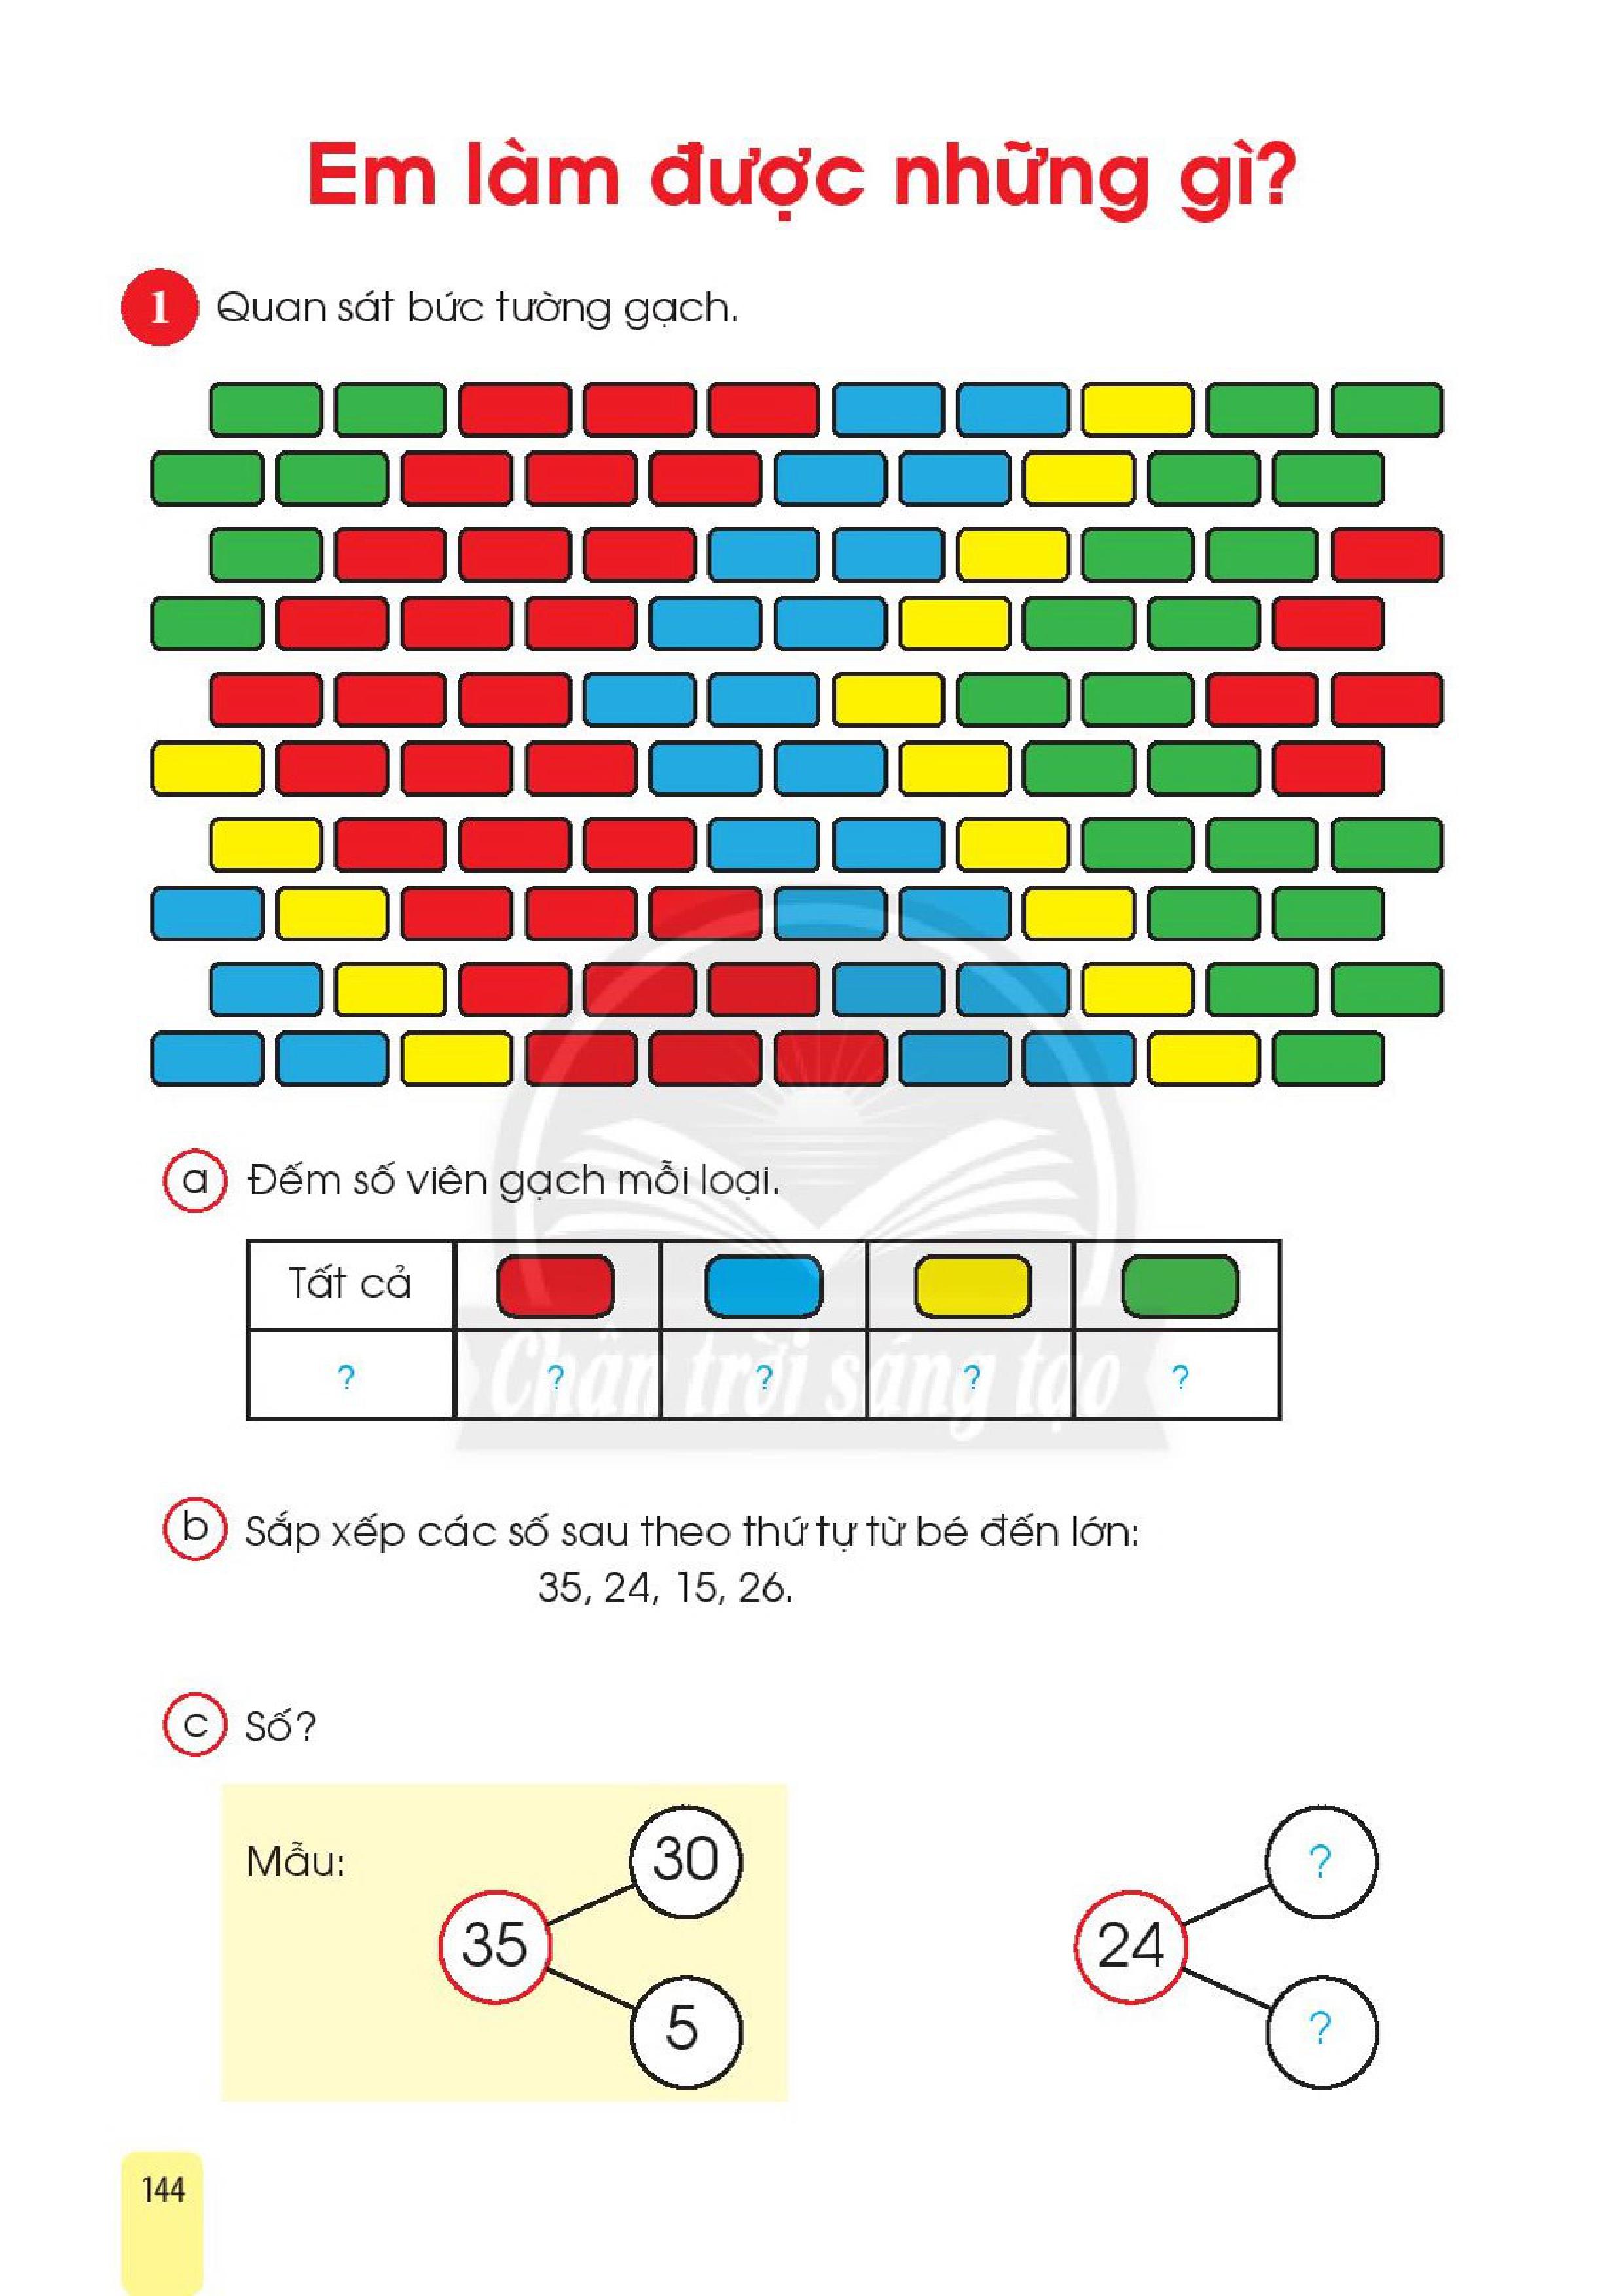 Em làm được những gì?
1 Quan sát bức tường gạch.
a Đếm số viên gạch mỗi loại.
Tất cả
? ? ? ? ?
Chân trời sáng tạo
b Sắp xếp các số sau theo thứ tự từ bé đến lớn:
35, 24, 15, 26.
c Số?
Mẫu:
30
35
5
?
24
?
144